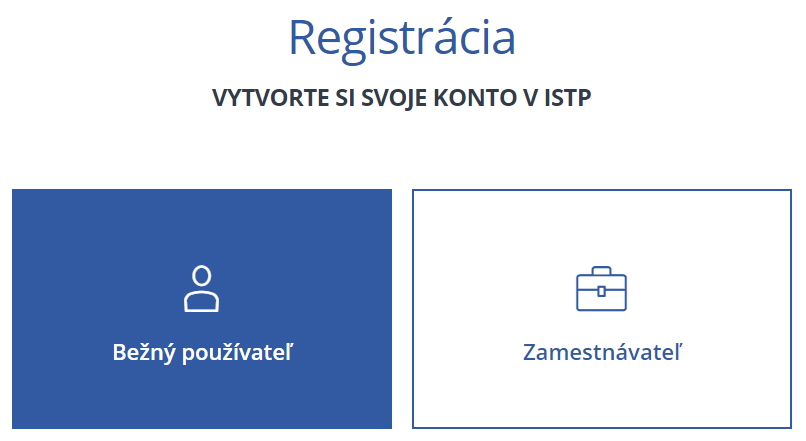 Registrácia
VYTVORTE SI SVOJE KONTO V ISTP
Bežný používateľ
Zamestnávateľ